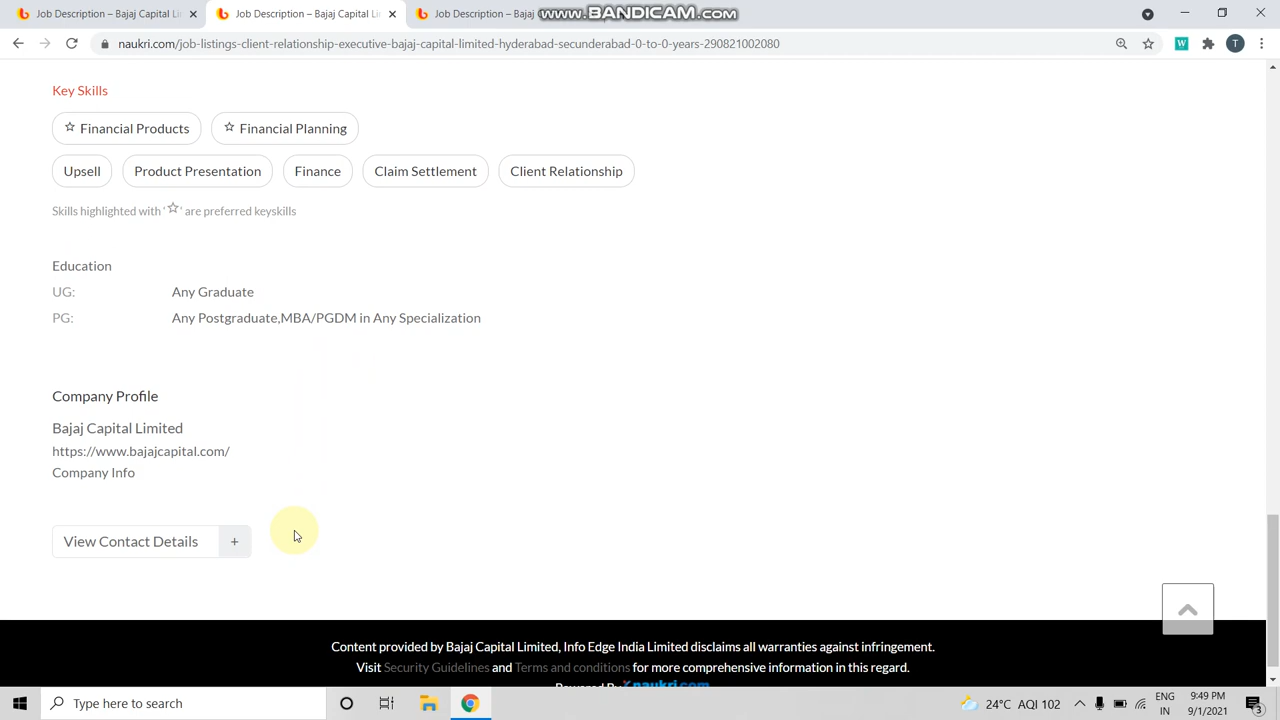 Job Description - Bajaj Capital Li
Job Description - Bajaj Capital Li
Job Description - Bajaj
www.BANDICAM.com
naukri.com/job-listings-client-relationship-executive-bajaj-capital-limited-hyderabad-secunderabad-0-to-0-years-290821002080
W
T
Key Skills
Financial Products
Financial Planning
Upsell
Product Presentation
Finance
Claim Settlement
Client Relationship
Skills highlighted with '☆' are preferred keyskills
Education
UG: Any Graduate
PG: Any Postgraduate,MBA/PGDM in Any Specialization
Company Profile
Bajaj Capital Limited
https://www.bajajcapital.com/
Company Info
View Contact Details +
Content provided by Bajaj Capital Limited, Info Edge India Limited disclaims all warranties against infringement.
Visit Security Guidelines and Terms and conditions for more comprehensive information in this regard.
Powered By naukri.com
Type here to search
24°C AQI 102
ENG
IN
9:49 PM
9/1/2021
3